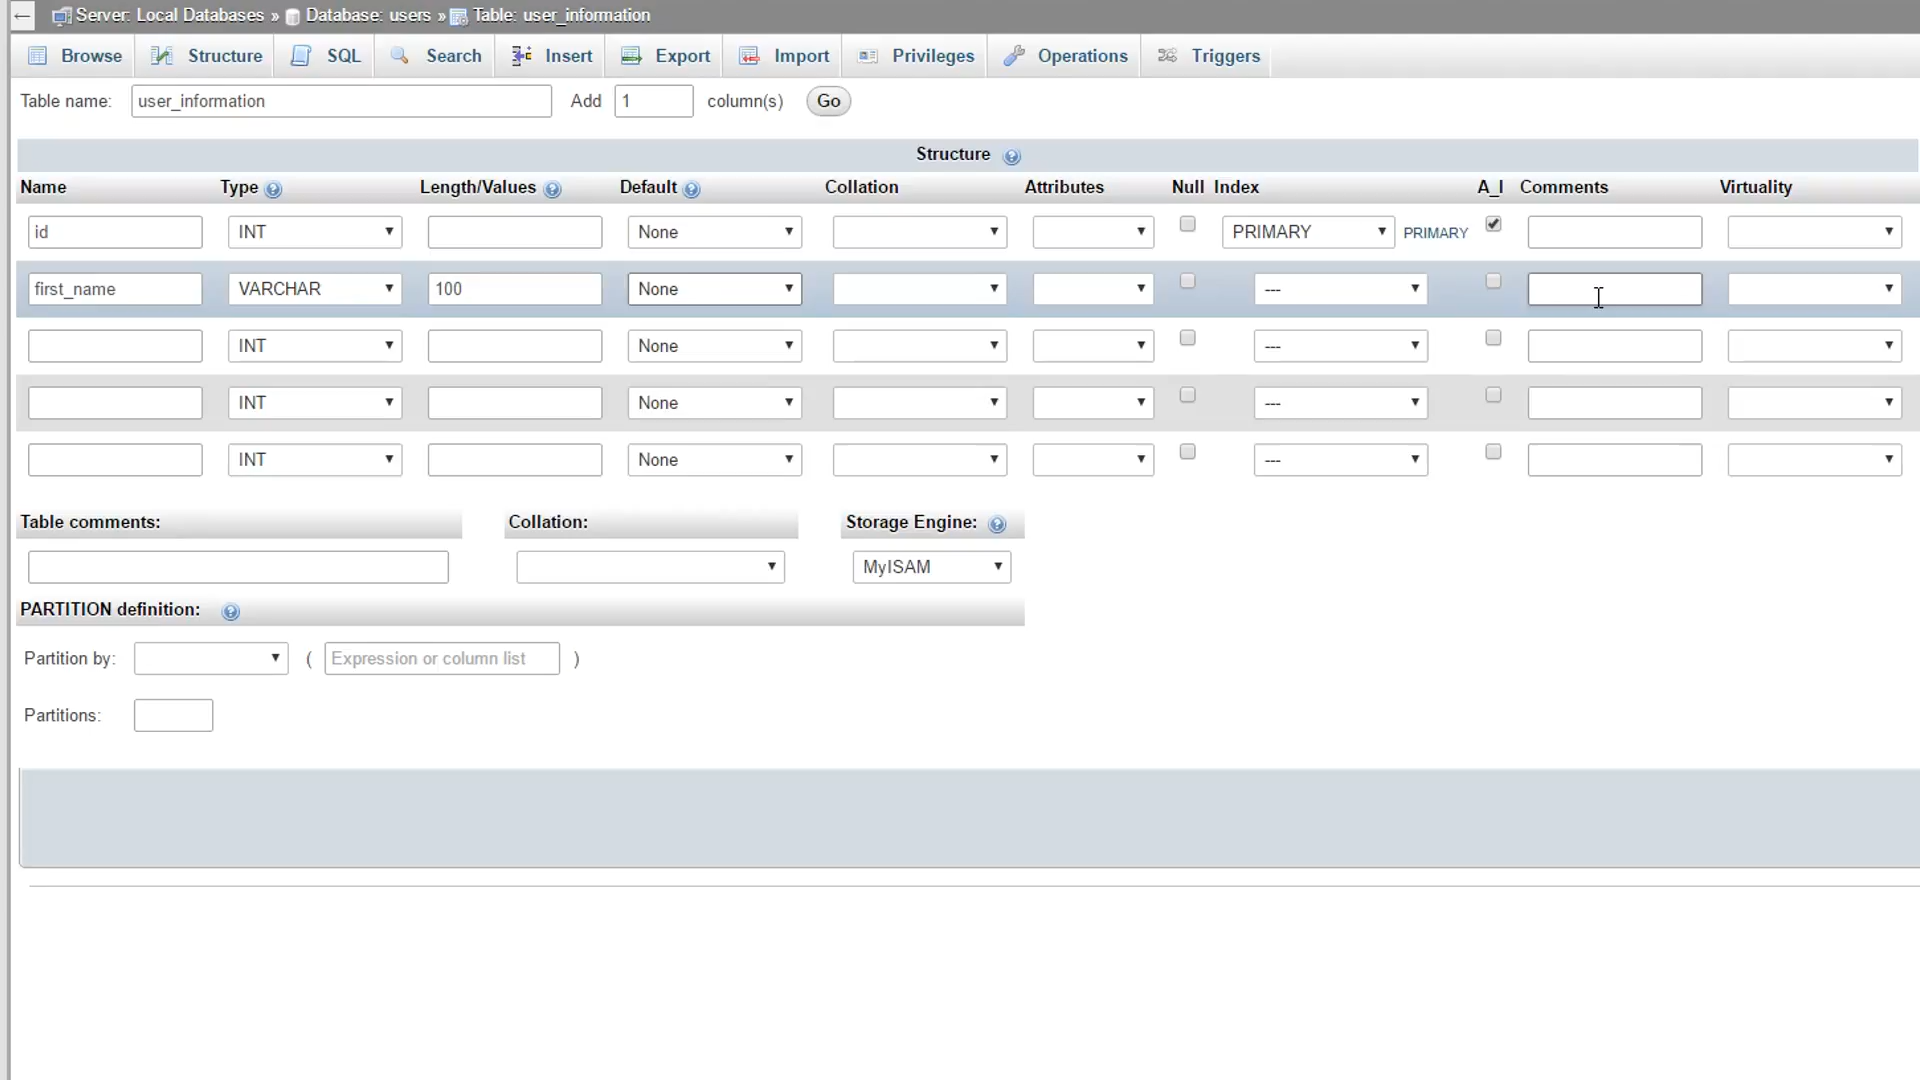 Server: Local Databases » Database: users » Table: user_information
Browse Structure SQL Search Insert Export Import Privileges Operations Triggers
Table name: user_information Add 1 column(s) Go
Structure
Name Type Length/Values Default Collation Attributes Null Index A_I Comments Virtuality
id INT None PRIMARY PRIMARY
first_name VARCHAR 100 None ---
INT None ---
INT None ---
INT None ---
Table comments: Collation: Storage Engine:
MyISAM
PARTITION definition:
Partition by: ( Expression or column list )
Partitions: